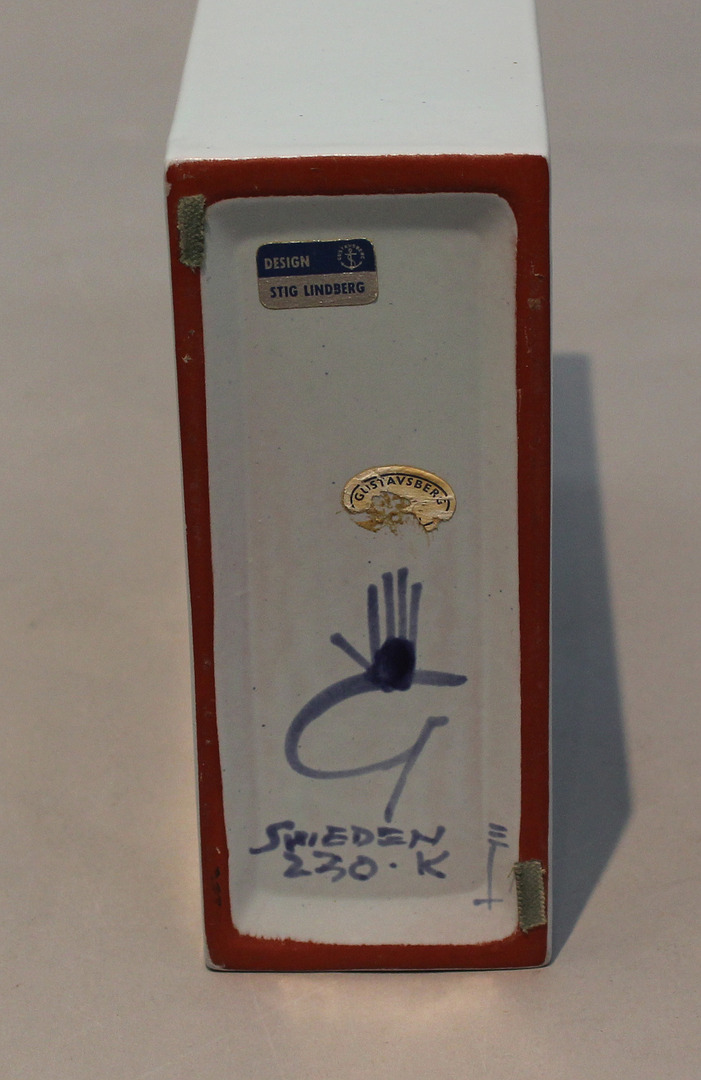 DESIGN
STIG LINDBERG
GUSTAVSBERG
G
SWEDEN
230·K